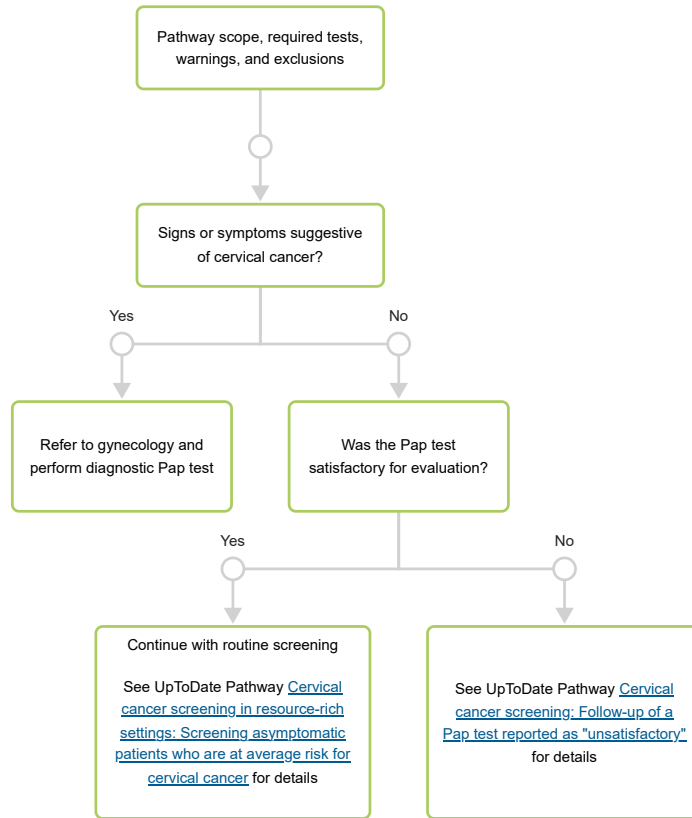 Pathway scope, required tests,
warnings, and exclusions
Signs or symptoms suggestive
of cervical cancer?
Yes
No
Refer to gynecology and
perform diagnostic Pap test
Was the Pap test
satisfactory for evaluation?
Yes
No
Continue with routine screening
See UpToDate Pathway Cervical
cancer screening in resource-rich
settings: Screening asymptomatic
patients who are at average risk for
cervical cancer for details
See UpToDate Pathway Cervical
cancer screening: Follow-up of a
Pap test reported as "unsatisfactory"
for details